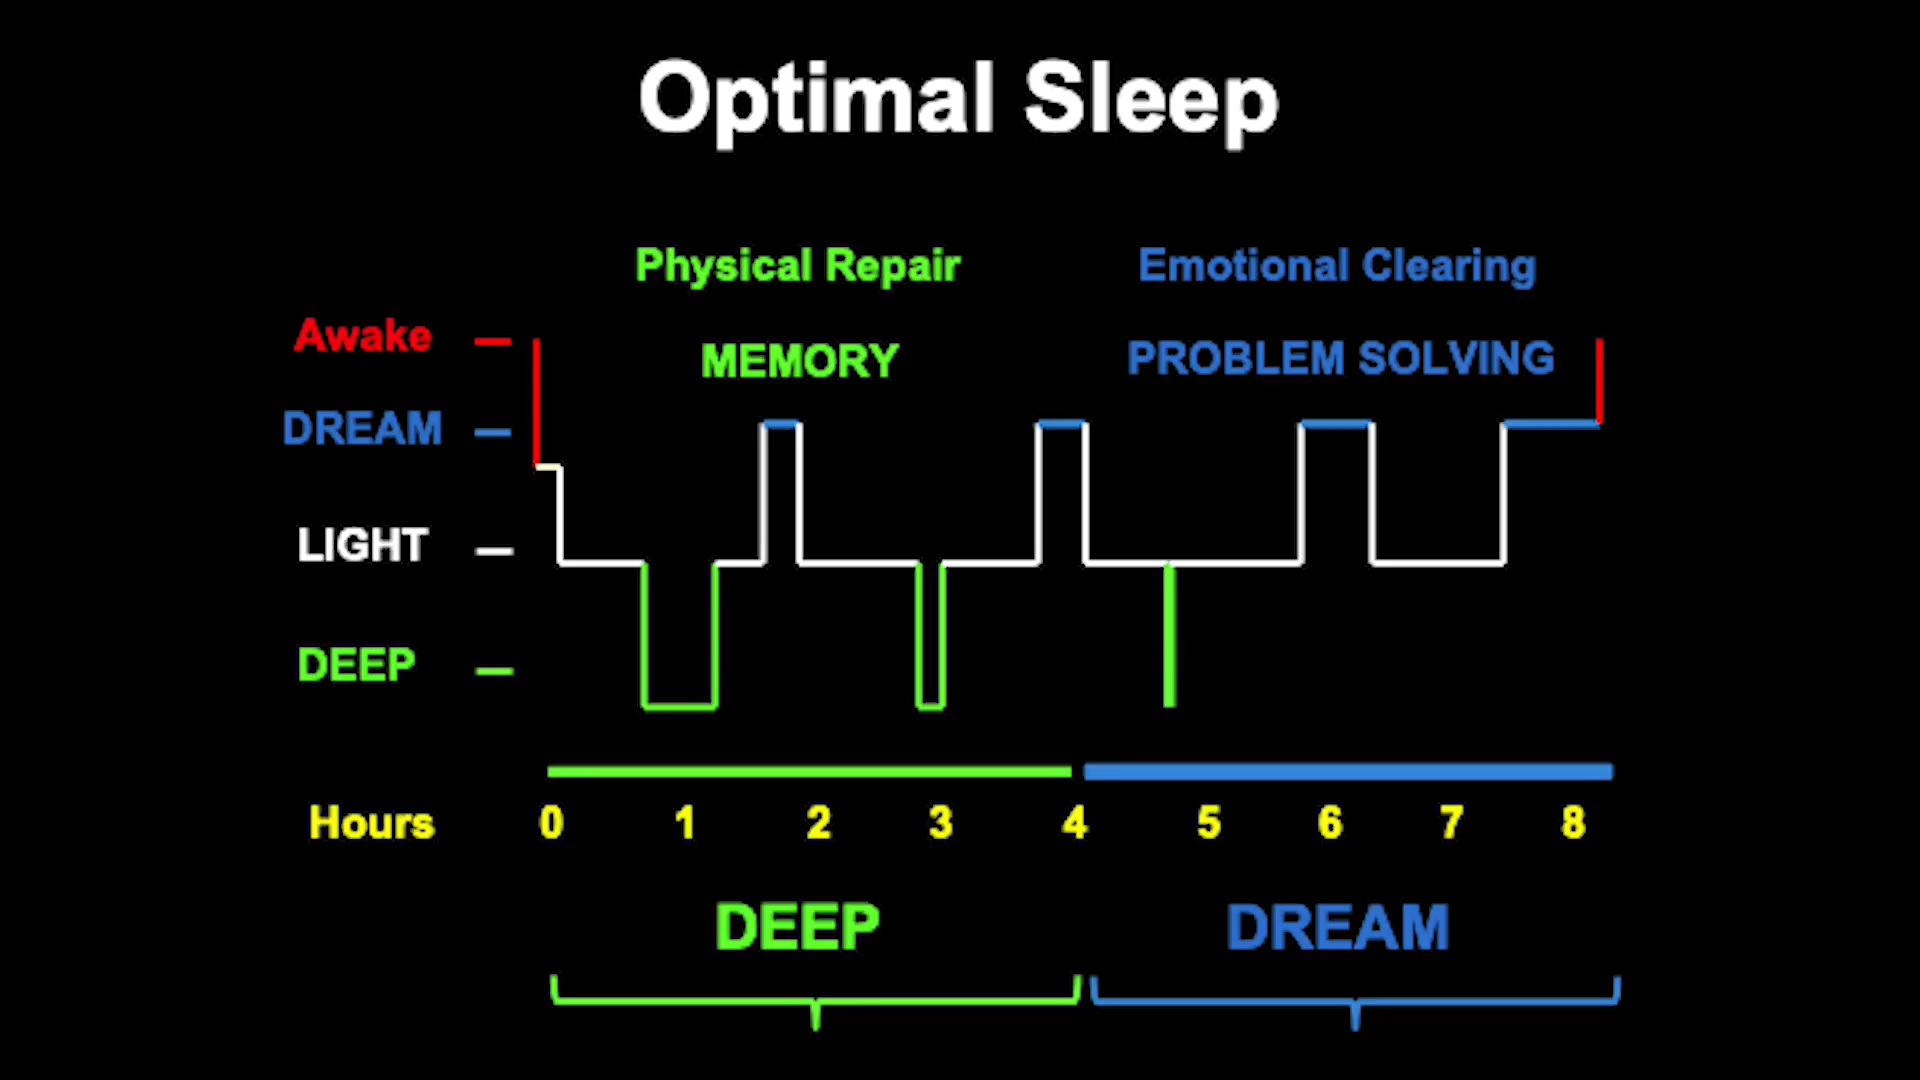 Optimal Sleep
Physical Repair
Emotional Clearing
MEMORY
PROBLEM SOLVING
Awake
DREAM
LIGHT
DEEP
Hours 0 1 2 3 4 5 6 7 8
DEEP
DREAM